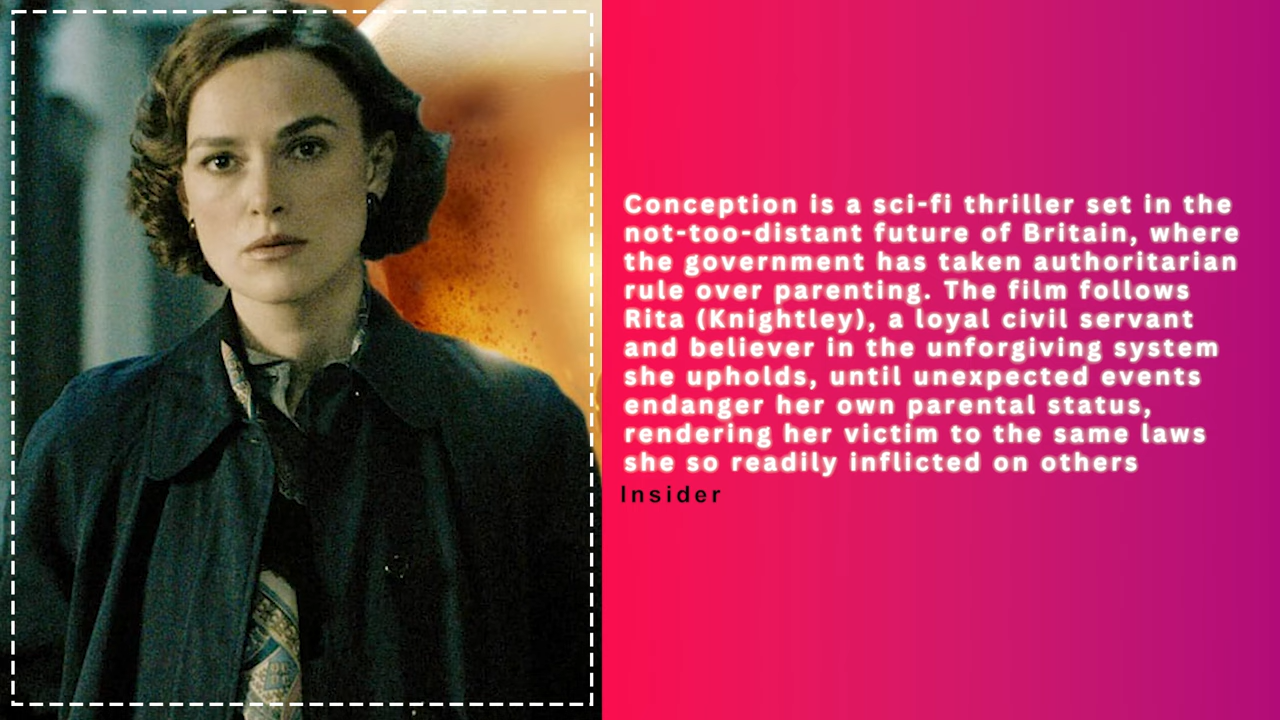 Conception is a sci-fi thriller set in the
not-too-distant future of Britain, where
the government has taken authoritarian
rule over parenting. The film follows
Rita (Knightley), a loyal civil servant
and believer in the unforgiving system
she upholds, until unexpected events
endanger her own parental status,
rendering her victim to the same laws
she so readily inflicted on others
Insider